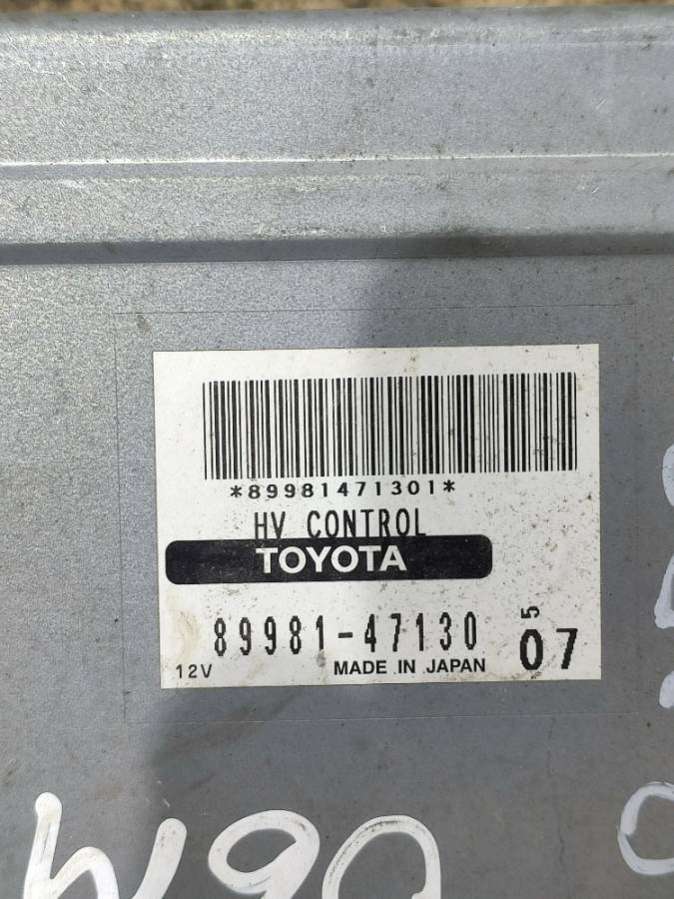 *89981471301*
HV CONTROL
TOYOTA
89981-47130
5
07
12V
MADE IN JAPAN